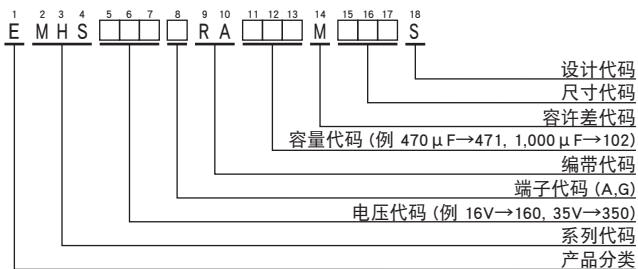 1 2 3 4 5 6 7 8 9 10 11 12 13 14 15 16 17 18
E M H S □□□ □ R A □□□ M □□□ S
设计代码
尺寸代码
容许差代码
容量代码 (例 470μF→471, 1,000μF→102)
编带代码
端子代码 (A,G)
电压代码 (例 16V→160, 35V→350)
系列代码
产品分类